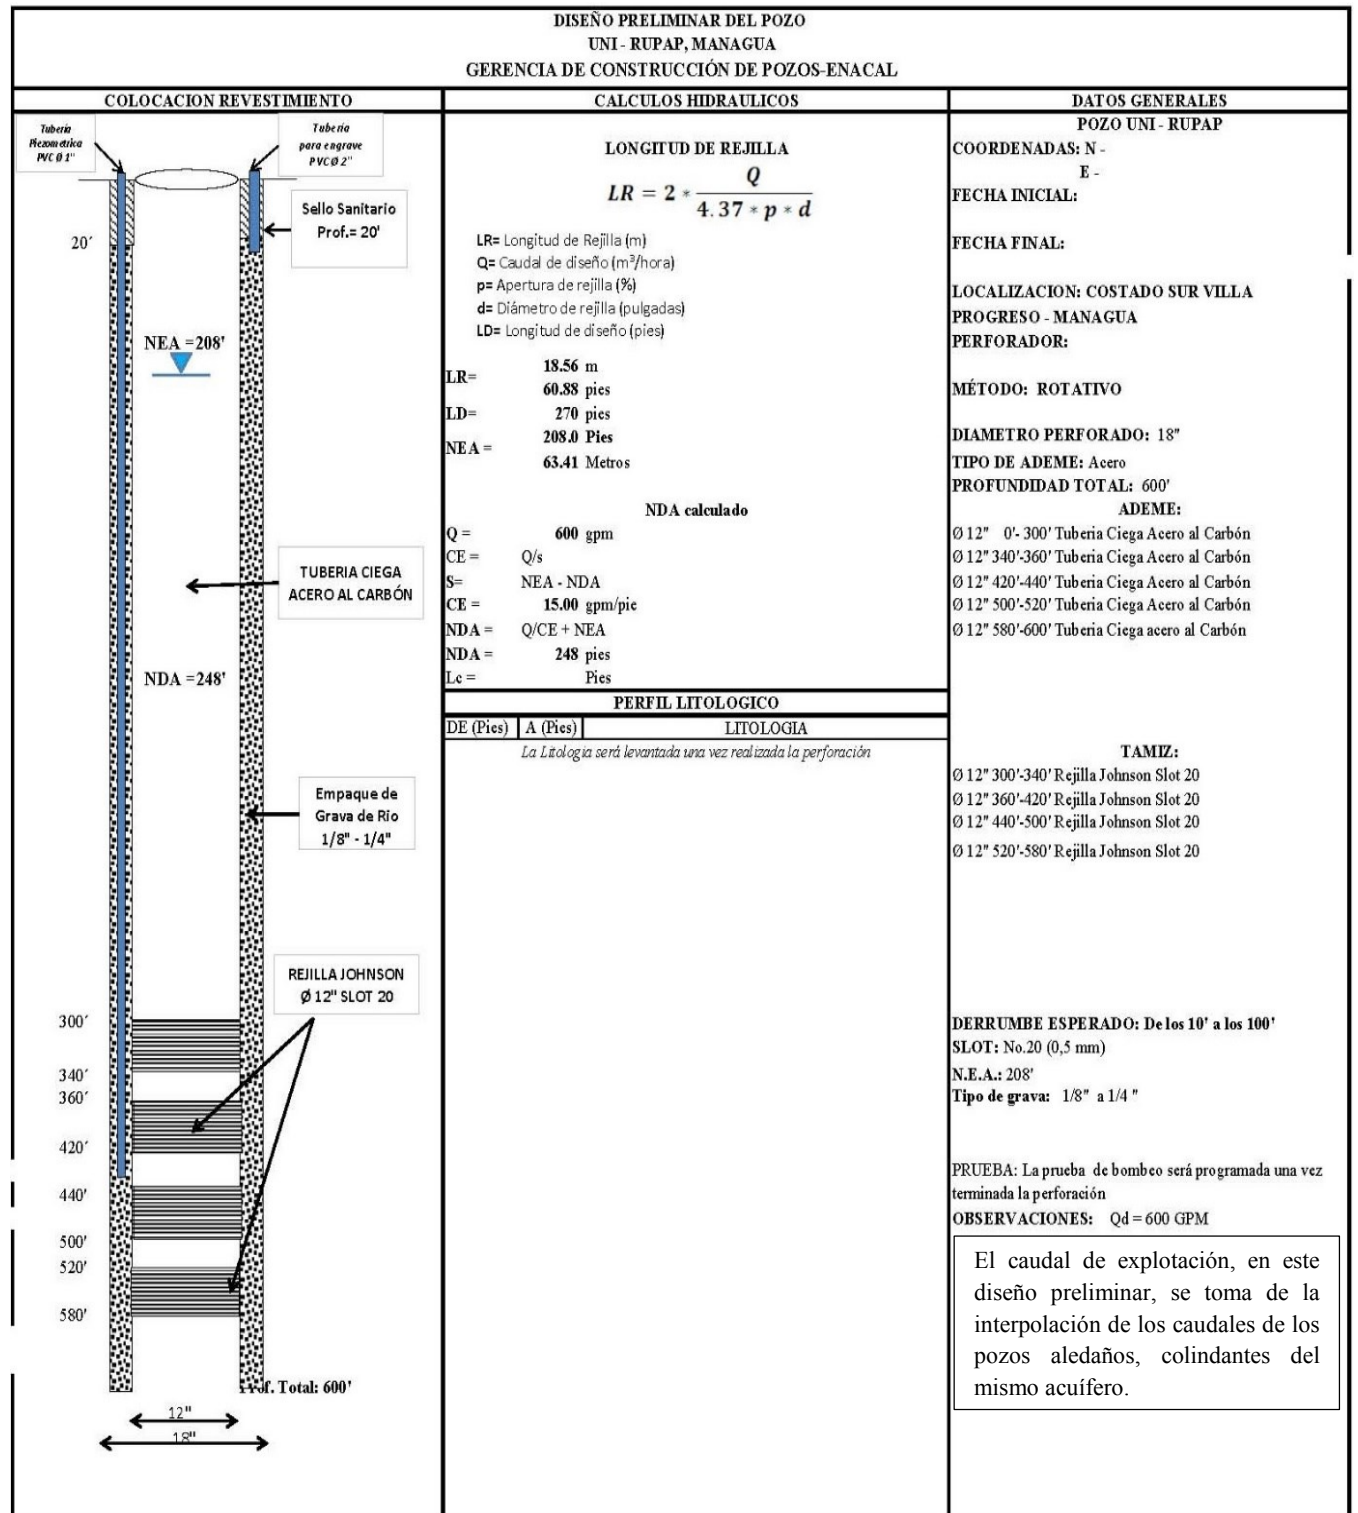 DISEÑO PRELIMINAR DEL POZO
UNI - RUPAP, MANAGUA
GERENCIA DE CONSTRUCCIÓN DE POZOS-ENACAL
COLOCACION REVESTIMIENTO
Tubería
Piezometrica
PVC Ø 1"
Tubería
para engrave
PVC Ø 2"
Sello Sanitario
Prof.= 20'
20´
NEA =208'
TUBERIA CIEGA
ACERO AL CARBÓN
NDA =248'
Empaque de
Grava de Rio
1/8" - 1/4"
REJILLA JOHNSON
Ø 12" SLOT 20
300´
340´
360´
420´
440´
500'
520'
580'
Prof. Total: 600'
12"
18"
CALCULOS HIDRAULICOS
LONGITUD DE REJILLA
LR = 2 * Q / 4.37 * p * d
LR= Longitud de Rejilla (m)
Q= Caudal de diseño (m³/hora)
p= Apertura de rejilla (%)
d= Diámetro de rejilla (pulgadas)
LD= Longitud de diseño (pies)
LR= 18.56 m
60.88 pies
LD= 270 pies
NEA = 208.0 Pies
63.41 Metros
NDA calculado
Q = 600 gpm
CE = Q/s
S= NEA - NDA
CE = 15.00 gpm/pie
NDA = Q/CE + NEA
NDA = 248 pies
Lc = Pies
PERFIL LITOLOGICO
DE (Pies) A (Pies) LITOLOGIA
La Litologia será levantada una vez realizada la perforación
DATOS GENERALES
POZO UNI - RUPAP
COORDENADAS: N -
E -
FECHA INICIAL:
FECHA FINAL:
LOCALIZACION: COSTADO SUR VILLA
PROGRESO - MANAGUA
PERFORADOR:
MÉTODO: ROTATIVO
DIAMETRO PERFORADO: 18"
TIPO DE ADEME: Acero
PROFUNDIDAD TOTAL: 600'
ADEME:
Ø 12" 0'- 300' Tuberia Ciega Acero al Carbón
Ø 12" 340'-360' Tuberia Ciega Acero al Carbón
Ø 12" 420'-440' Tuberia Ciega Acero al Carbón
Ø 12" 500'-520' Tuberia Ciega Acero al Carbón
Ø 12" 580'-600' Tuberia Ciega acero al Carbón
TAMIZ:
Ø 12" 300'-340' Rejilla Johnson Slot 20
Ø 12" 360'-420' Rejilla Johnson Slot 20
Ø 12" 440'-500' Rejilla Johnson Slot 20
Ø 12" 520'-580' Rejilla Johnson Slot 20
DERRUMBE ESPERADO: De los 10' a los 100'
SLOT: No.20 (0,5 mm)
N.E.A.: 208'
Tipo de grava: 1/8" a 1/4 "
PRUEBA: La prueba de bombeo será programada una vez
terminada la perforación
OBSERVACIONES: Qd = 600 GPM
El caudal de explotación, en este
diseño preliminar, se toma de la
interpolación de los caudales de los
pozos aledaños, colindantes del
mismo acuífero.